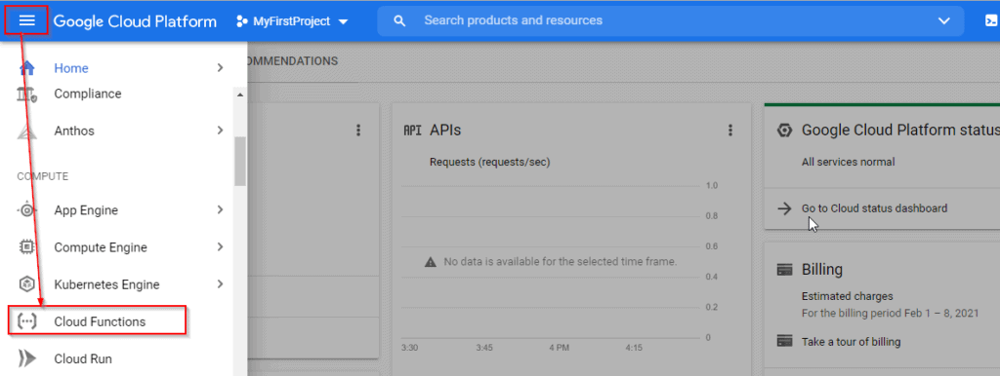 Google Cloud Platform
MyFirstProject
Search products and resources
Home
OMMENDATIONS
Compliance
Anthos
COMPUTE
App Engine
Compute Engine
Kubernetes Engine
Cloud Functions
Cloud Run
API APIs
Requests (requests/sec)
1.0
0.8
0.6
0.4
0.2
0
No data is available for the selected time frame.
3:30 3:45 4 PM 4:15
Google Cloud Platform status
All services normal
Go to Cloud status dashboard
Billing
Estimated charges
For the billing period Feb 1 – 8, 2021
Take a tour of billing